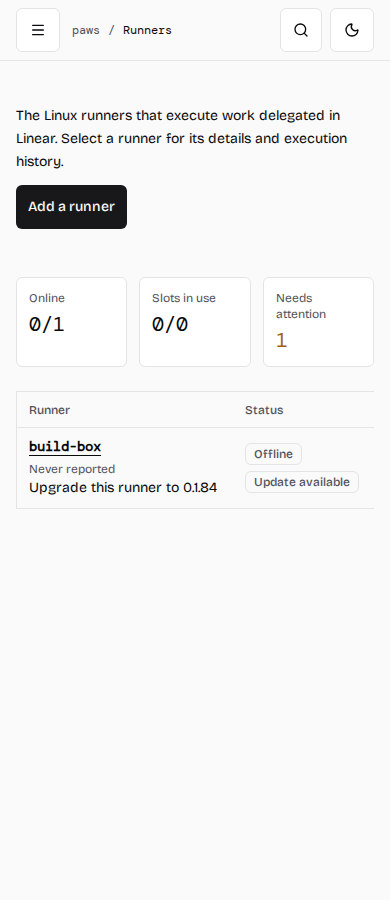 paws / Runners
The Linux runners that execute work delegated in
Linear. Select a runner for its details and execution
history.
Add a runner
Online
0/1
Slots in use
0/0
Needs
attention
1
Runner
Status
build-box
Never reported
Upgrade this runner to 0.1.84
Offline
Update available